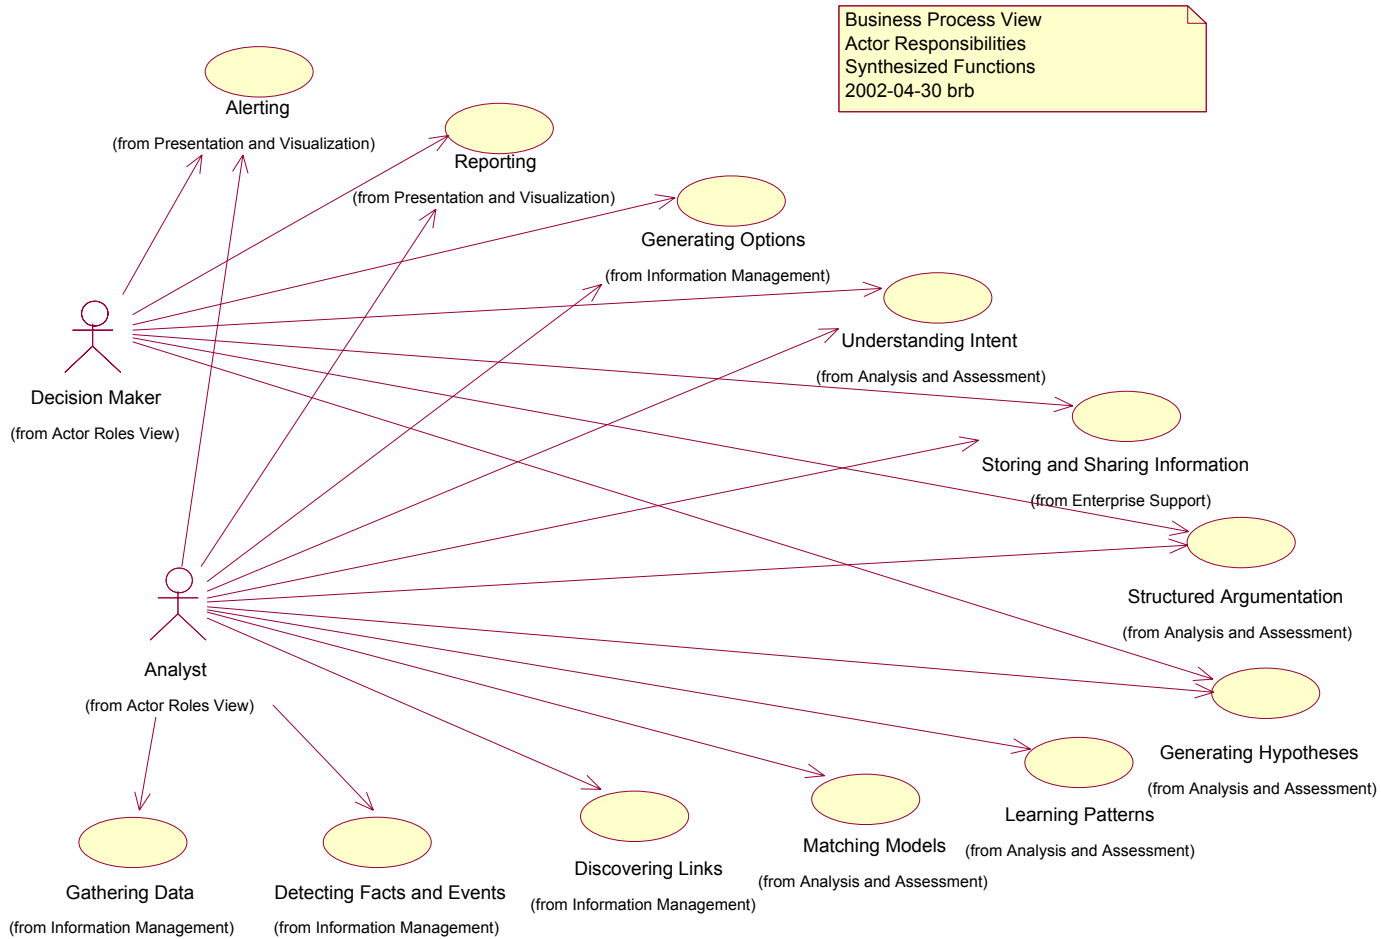 Business Process View
Actor Responsibilities
Synthesized Functions
2002-04-30 brb
Alerting
(from Presentation and Visualization)
Reporting
(from Presentation and Visualization)
Generating Options
(from Information Management)
Understanding Intent
(from Analysis and Assessment)
Decision Maker
(from Actor Roles View)
Storing and Sharing Information
(from Enterprise Support)
Structured Argumentation
(from Analysis and Assessment)
Analyst
(from Actor Roles View)
Generating Hypotheses
(from Analysis and Assessment)
Learning Patterns
(from Analysis and Assessment)
Matching Models
(from Analysis and Assessment)
Discovering Links
(from Information Management)
Gathering Data
(from Information Management)
Detecting Facts and Events
(from Information Management)